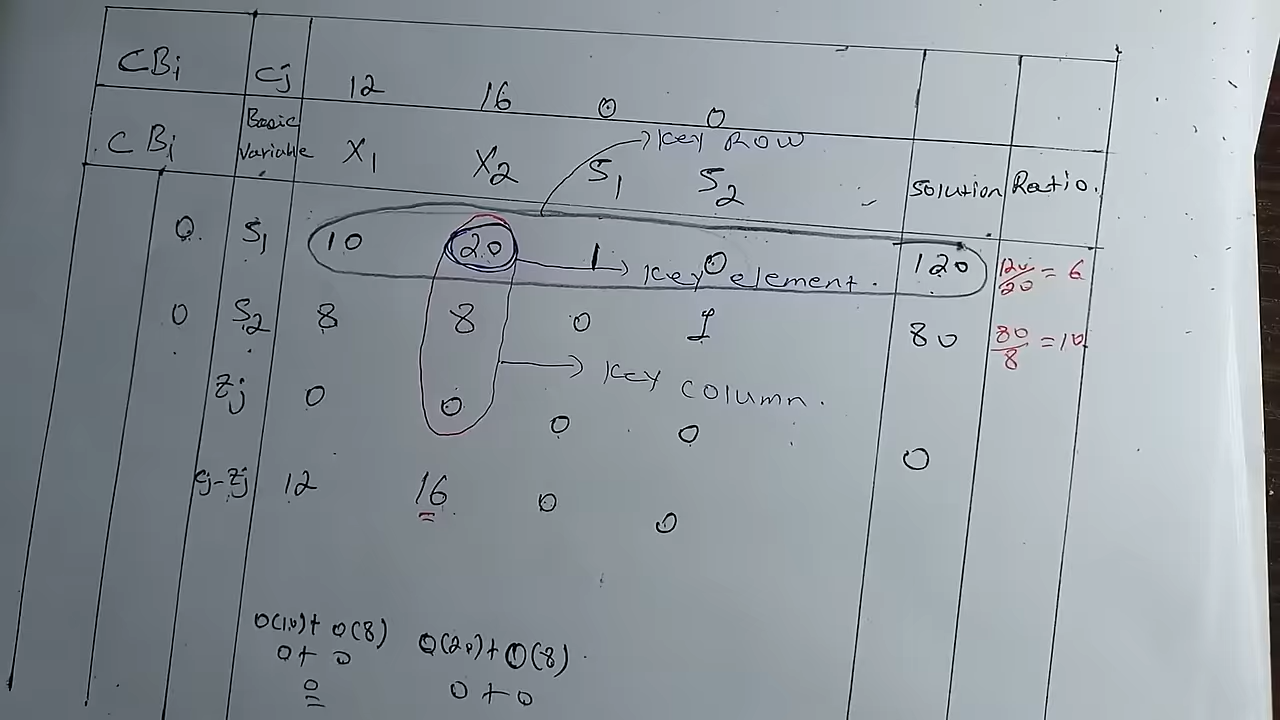 CBi Cj 12 16 0 0
CBi Basic Variable X1 X2 S1 S2 Solution Ratio.
→ Key Row
0. S1 10 20 1 0 120 120/20 = 6
→ Key element.
0 S2 8 8 0 1 80 80/8 = 10
→ Key column.
Zj 0 0 0 0 0
Cj-Zj 12 16 0 0
0(10)+ 0(8) 0(20)+0(8)
0+ 0 0+0
0